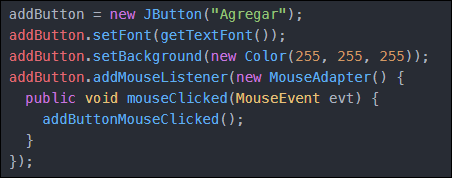 addButton = new JButton("Agregar");
addButton.setFont(getTextFont());
addButton.setBackground(new Color(255, 255, 255));
addButton.addMouseListener(new MouseAdapter() {
  public void mouseClicked(MouseEvent evt) {
    addButtonMouseClicked();
  }
});